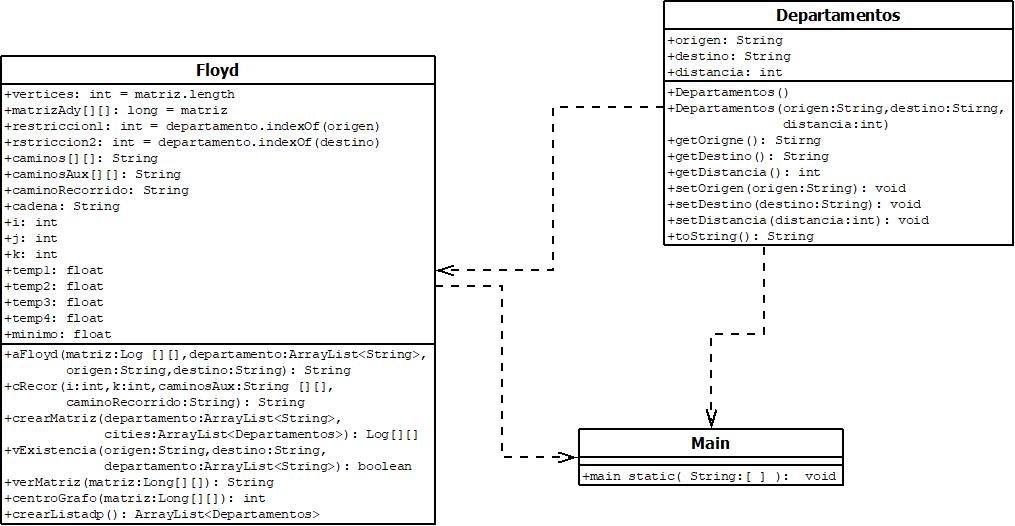 Floyd
+vertices: int = matriz.length
+matrizAdy[][]: long = matriz
+restriccion1: int = departamento.indexOf(origen)
+rstriccion2: int = departamento.indexOf(destino)
+caminos[][]: String
+caminosAux[][]: String
+caminoRecorrido: String
+cadena: String
+i: int
+j: int
+k: int
+temp1: float
+temp2: float
+temp3: float
+temp4: float
+minimo: float
+aFloyd(matriz:Log [][],departamento:ArrayList<String>,
origen:String,destino:String): String
+cRecor(i:int,k:int,caminosAux:String [][],
caminoRecorrido:String): String
+crearMatriz(departamento:ArrayList<String>,
cities:ArrayList<Departamentos>): Log[][]
+vExistencia(origen:String,destino:String,
departamento:ArrayList<String>): boolean
+verMatriz(matriz:Long[][]): String
+centroGrafo(matriz:Long[][]): int
+crearListadp(): ArrayList<Departamentos>
Departamentos
+origen: String
+destino: String
+distancia: int
+Departamentos()
+Departamentos(origen:String,destino:Stirng,
distancia:int)
+getOrigne(): Stirng
+getDestino(): String
+getDistancia(): int
+setOrigen(origen:String): void
+setDestino(destino:String): void
+setDistancia(distancia:int): void
+toString(): String
Main
+main static( String:[ ] ): void